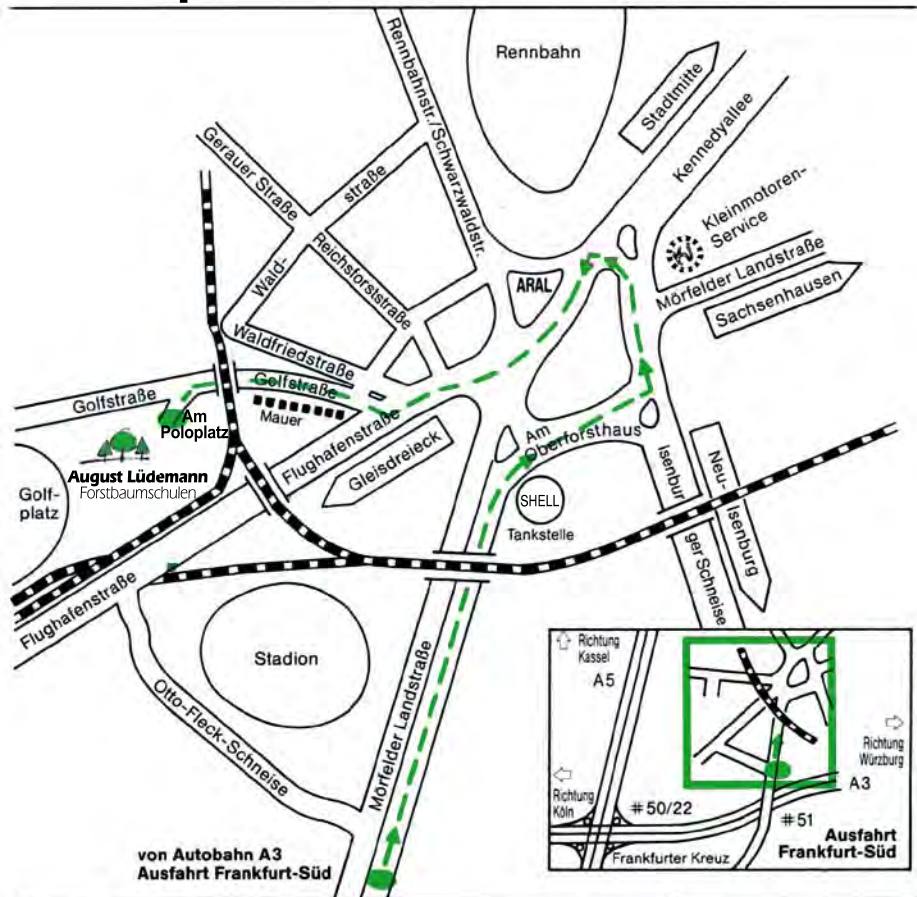 Rennbahn
Stadtmitte
Kennedyallee
Rennbahnstr./Schwarzwaldstr.
Gerauer Straße
straße
Wald-
Reichsforststraße
Kleinmotoren-
Service
ARAL
Mörfelder Landstraße
Sachsenhausen
Waldfriedstraße
Golfstraße
Golfstraße
Mauer
Am
Poloplatz
Flughafenstraße
Gleisdreieck
Am
Oberforsthaus
August Lüdemann
Forstbaumschulen
Golf-
platz
SHELL
Tankstelle
Isenbur
ger Schneise
Neu-
Isenburg
Flughafenstraße
Stadion
Otto-Fleck-Schneise
Mörfelder Landstraße
von Autobahn A3
Ausfahrt Frankfurt-Süd
Richtung
Kassel
A5
Richtung
Würzburg
Richtung
Köln
#50/22
A3
#51
Ausfahrt
Frankfurt-Süd
Frankfurter Kreuz